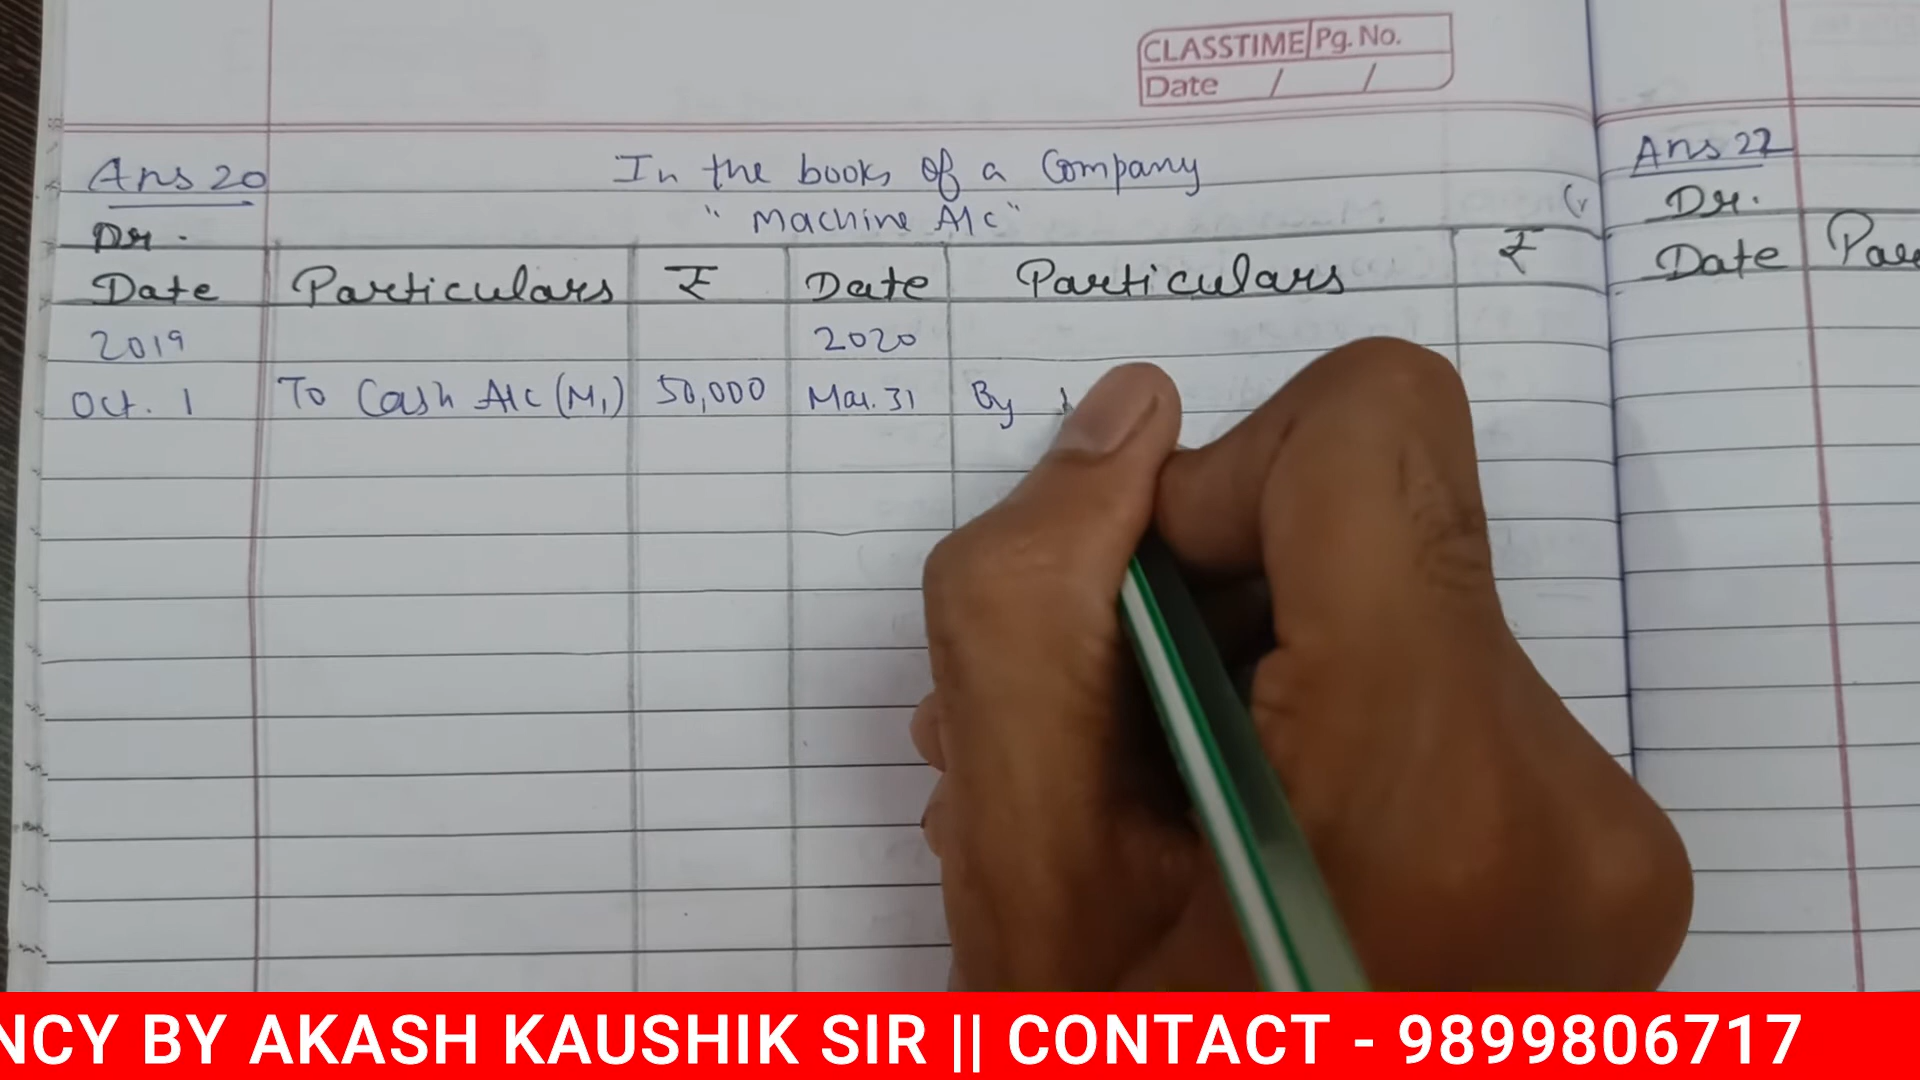 CLASSTIME Pg. No.
Date / /
Ans 20
In the books of a Company
Dr.
" Machine A/c "
Date Particulars ₹ Date Particulars ₹
2019 2020
Oct. 1 To Cash A/c (M1) 50,000 Mar. 31 By
Ans 22
Dr.
Date Par
NCY BY AKASH KAUSHIK SIR || CONTACT - 9899806717